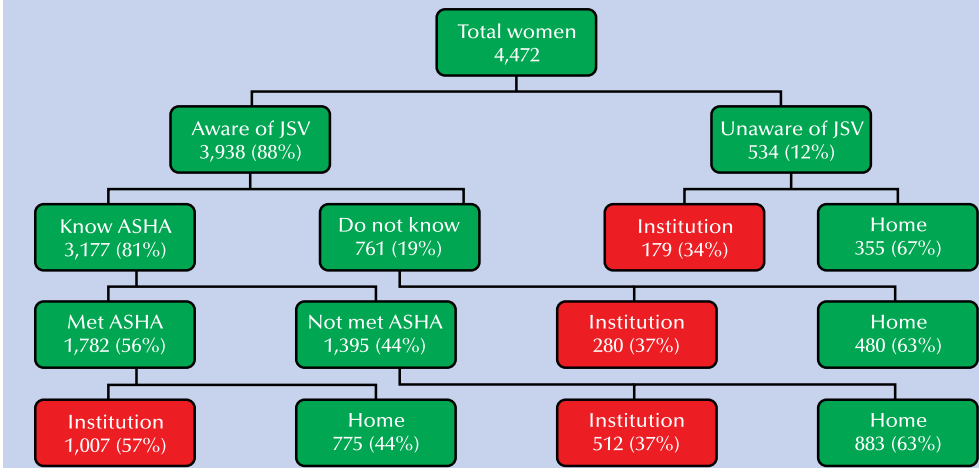 Total women
4,472
Aware of JSV
3,938 (88%)
Unaware of JSV
534 (12%)
Know ASHA
3,177 (81%)
Do not know
761 (19%)
Institution
179 (34%)
Home
355 (67%)
Met ASHA
1,782 (56%)
Not met ASHA
1,395 (44%)
Institution
280 (37%)
Home
480 (63%)
Institution
1,007 (57%)
Home
775 (44%)
Institution
512 (37%)
Home
883 (63%)